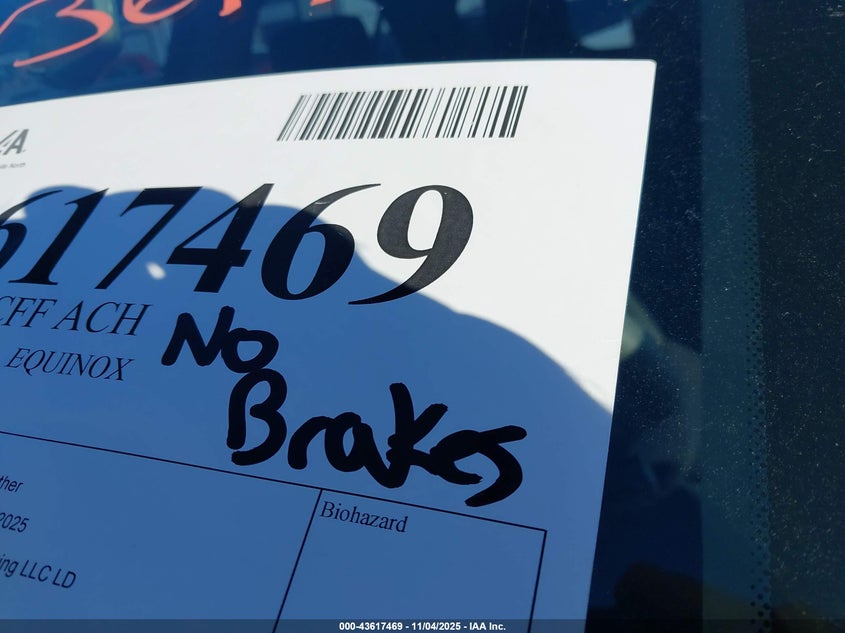 617469
CFF ACH
EQUINOX
No
Brakes
Biohazard
2025
ing LLC LD
000-43617469 - 11/04/2025 - IAA Inc.